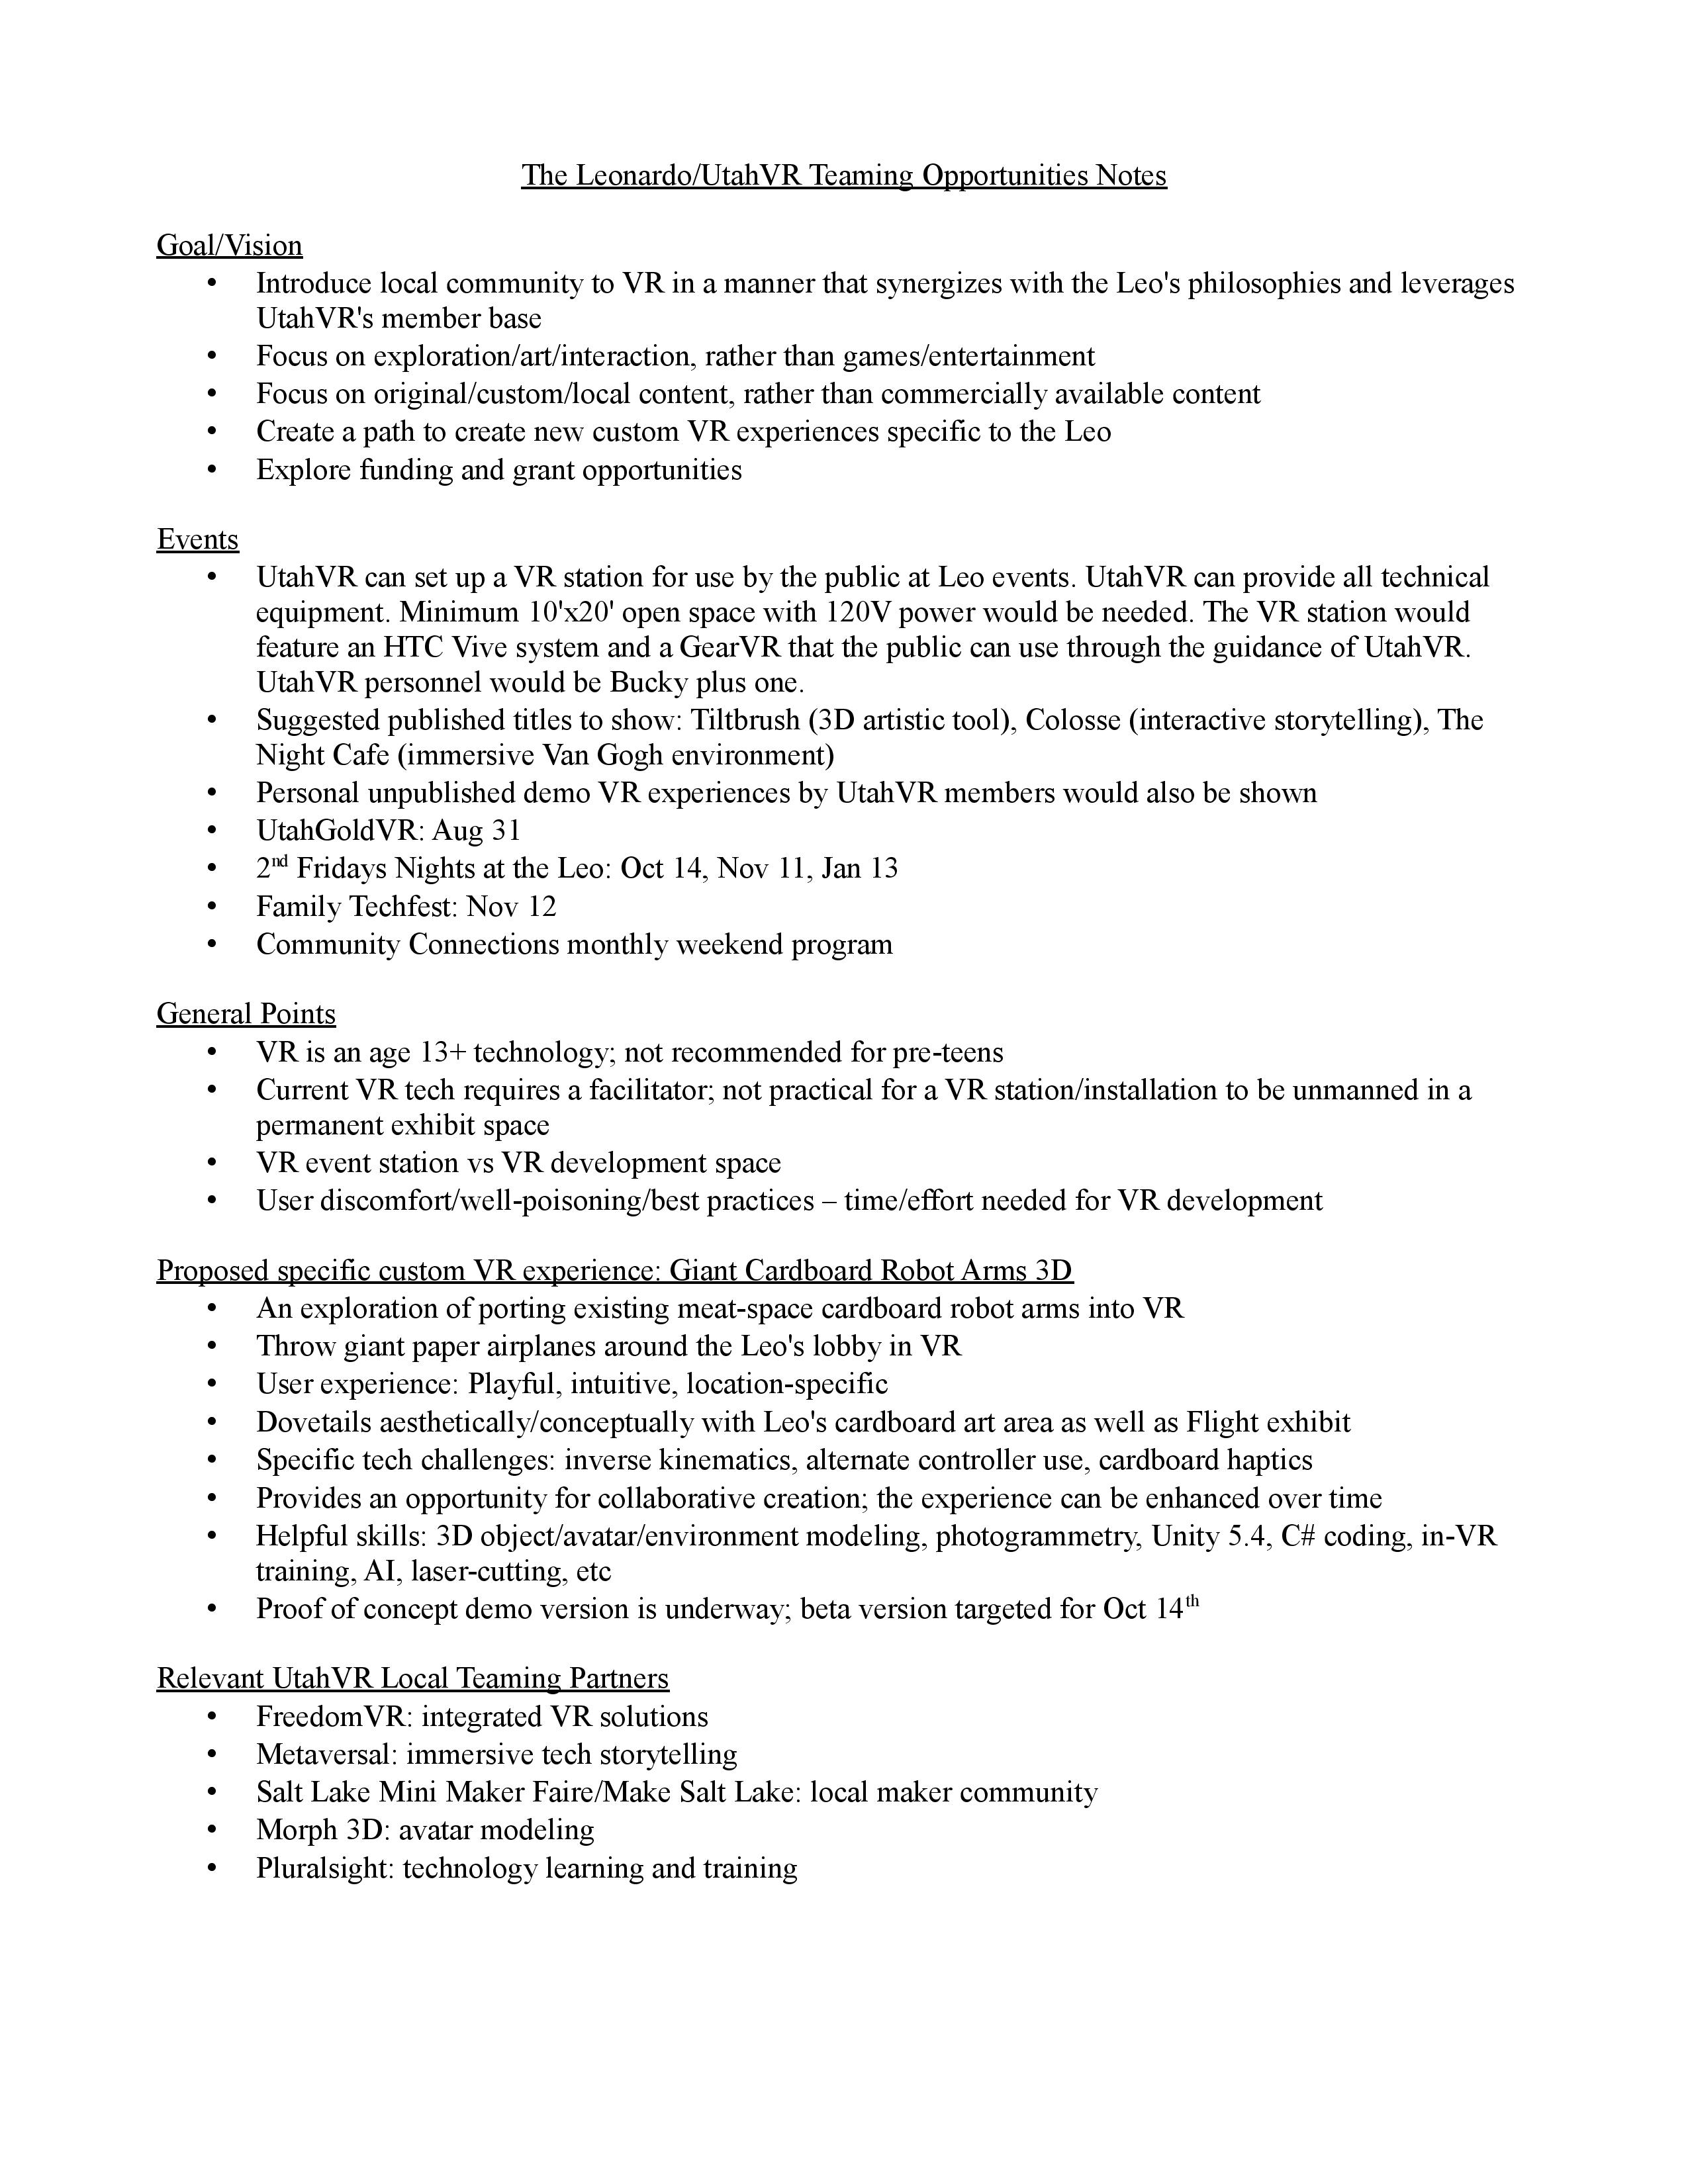 The Leonardo/UtahVR Teaming Opportunities Notes
Goal/Vision
• Introduce local community to VR in a manner that synergizes with the Leo's philosophies and leverages
UtahVR's member base
• Focus on exploration/art/interaction, rather than games/entertainment
• Focus on original/custom/local content, rather than commercially available content
• Create a path to create new custom VR experiences specific to the Leo
• Explore funding and grant opportunities
Events
• UtahVR can set up a VR station for use by the public at Leo events. UtahVR can provide all technical
equipment. Minimum 10'x20' open space with 120V power would be needed. The VR station would
feature an HTC Vive system and a GearVR that the public can use through the guidance of UtahVR.
UtahVR personnel would be Bucky plus one.
• Suggested published titles to show: Tiltbrush (3D artistic tool), Colosse (interactive storytelling), The
Night Cafe (immersive Van Gogh environment)
• Personal unpublished demo VR experiences by UtahVR members would also be shown
• UtahGoldVR: Aug 31
• 2nd Fridays Nights at the Leo: Oct 14, Nov 11, Jan 13
• Family Techfest: Nov 12
• Community Connections monthly weekend program
General Points
• VR is an age 13+ technology; not recommended for pre-teens
• Current VR tech requires a facilitator; not practical for a VR station/installation to be unmanned in a
permanent exhibit space
• VR event station vs VR development space
• User discomfort/well-poisoning/best practices – time/effort needed for VR development
Proposed specific custom VR experience: Giant Cardboard Robot Arms 3D
• An exploration of porting existing meat-space cardboard robot arms into VR
• Throw giant paper airplanes around the Leo's lobby in VR
• User experience: Playful, intuitive, location-specific
• Dovetails aesthetically/conceptually with Leo's cardboard art area as well as Flight exhibit
• Specific tech challenges: inverse kinematics, alternate controller use, cardboard haptics
• Provides an opportunity for collaborative creation; the experience can be enhanced over time
• Helpful skills: 3D object/avatar/environment modeling, photogrammetry, Unity 5.4, C# coding, in-VR
training, AI, laser-cutting, etc
• Proof of concept demo version is underway; beta version targeted for Oct 14th
Relevant UtahVR Local Teaming Partners
• FreedomVR: integrated VR solutions
• Metaversal: immersive tech storytelling
• Salt Lake Mini Maker Faire/Make Salt Lake: local maker community
• Morph 3D: avatar modeling
• Pluralsight: technology learning and training